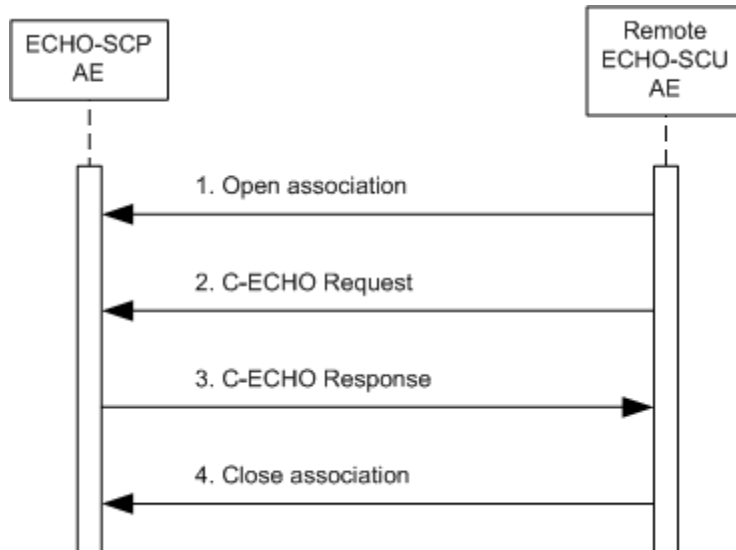 ECHO-SCP
AE
Remote
ECHO-SCU
AE
1. Open association
2. C-ECHO Request
3. C-ECHO Response
4. Close association